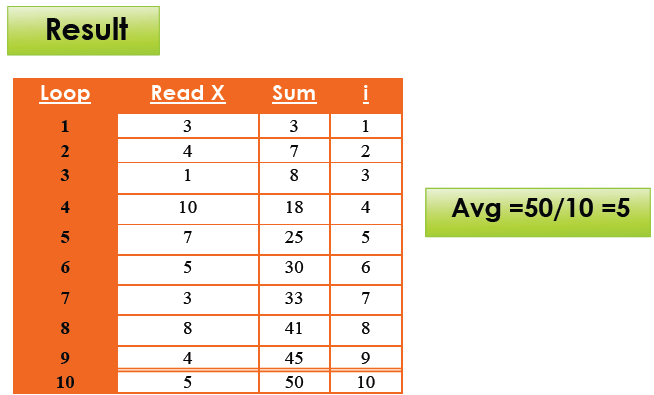 Result
Loop Read X Sum i
1 3 3 1
2 4 7 2
3 1 8 3
4 10 18 4
5 7 25 5
6 5 30 6
7 3 33 7
8 8 41 8
9 4 45 9
10 5 50 10
Avg =50/10 =5